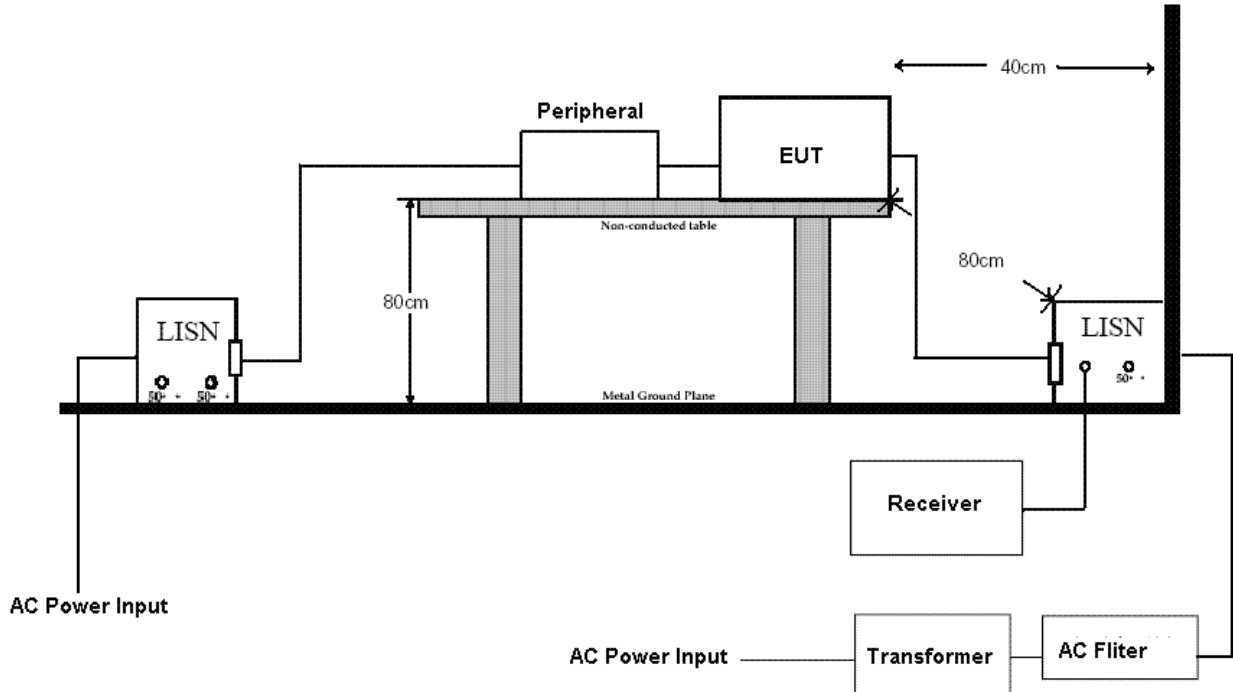 40cm
Peripheral
EUT
Non-conducted table
80cm
80cm
LISN
LISN
50
50
50
Metal Ground Plane
Receiver
AC Power Input
AC Power Input
Transformer
AC Fliter